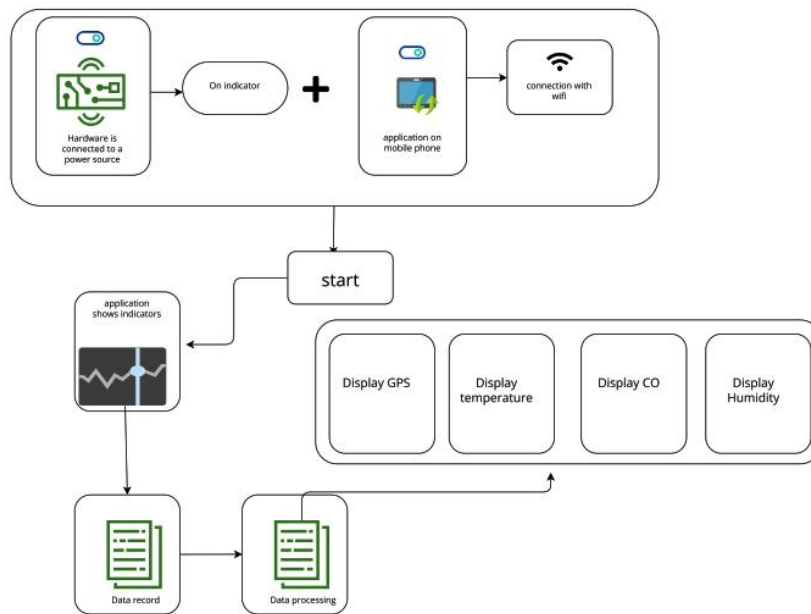 Hardware is
connected to a
power source
On indicator
application on
mobile phone
connection with
wifi
start
application
shows indicators
Display GPS
Display
temperature
Display CO
Display
Humidity
Data record
Data processing